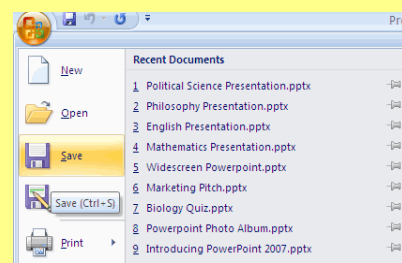 Pr
New
Open
Save
Save (Ctrl+S)
Print
Recent Documents
1 Political Science Presentation.pptx
2 Philosophy Presentation.pptx
3 English Presentation.pptx
4 Mathematics Presentation.pptx
5 Widescreen Powerpoint.pptx
6 Marketing Pitch.pptx
7 Biology Quiz.pptx
8 Powerpoint Photo Album.pptx
9 Introducing PowerPoint 2007.pptx